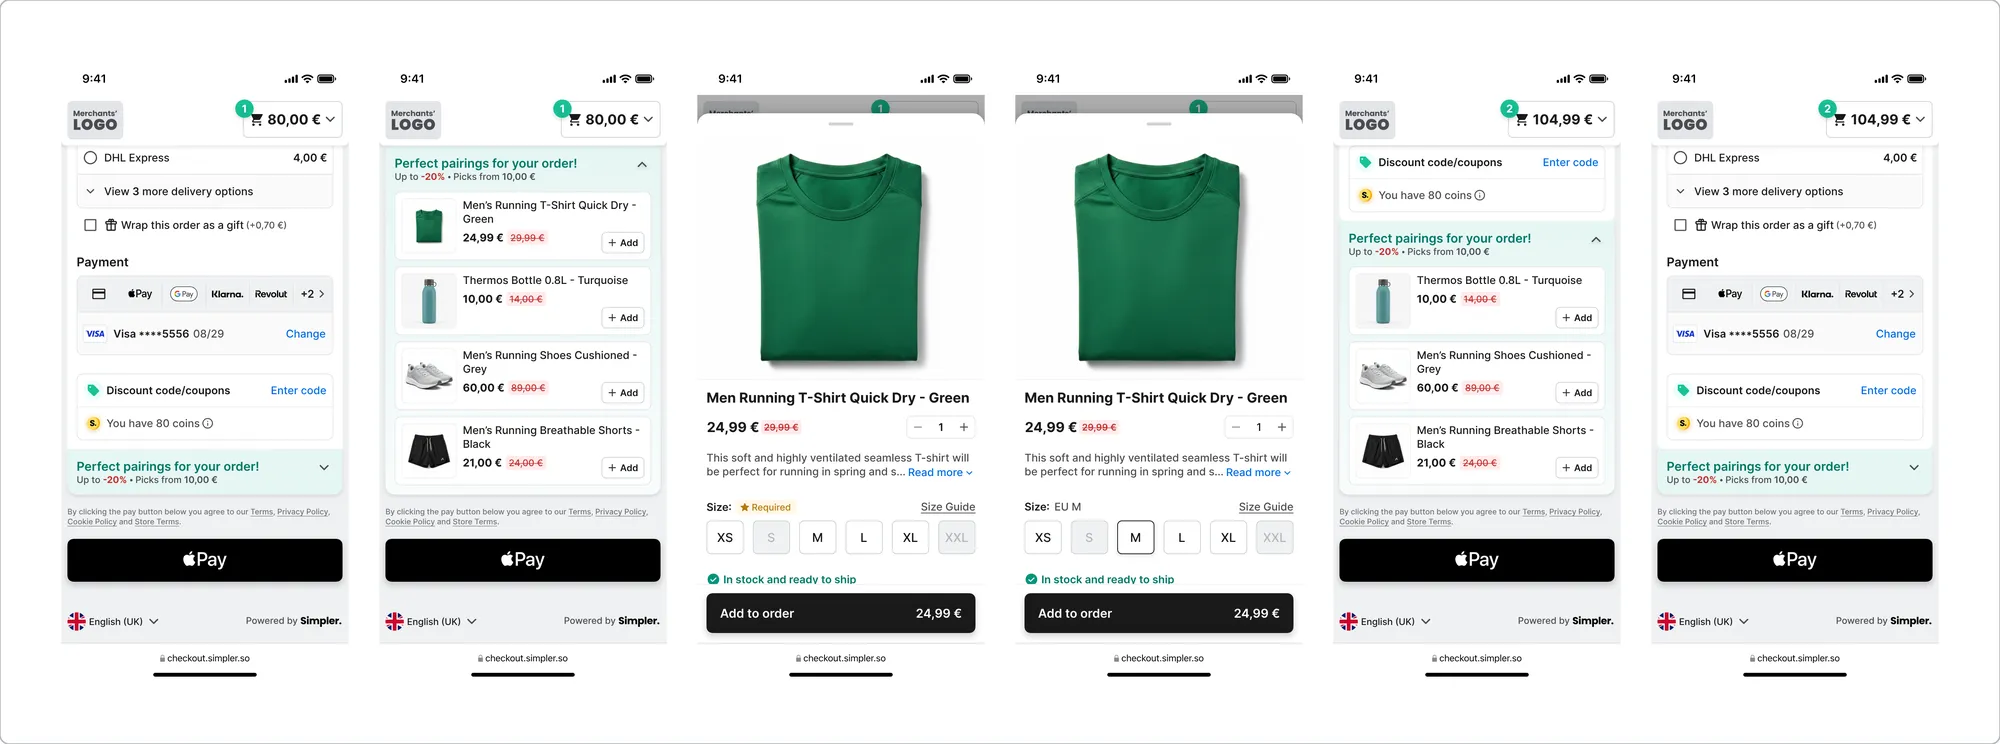 9:41
Merchants'
LOGO
1
80,00 €
DHL Express
4,00 €
View 3 more delivery options
Wrap this order as a gift (+0,70 €)
Payment
Pay
G Pay
Klarna.
Revolut
+2
VISA
Visa ****5556 08/29
Change
Discount code/coupons
Enter code
S.
You have 80 coins
Perfect pairings for your order!
Up to -20% • Picks from 10,00 €
By clicking the pay button below you agree to our Terms, Privacy Policy,
Cookie Policy and Store Terms.
Pay
English (UK)
Powered by Simpler.
checkout.simpler.so
9:41
Merchants'
LOGO
1
80,00 €
Perfect pairings for your order!
Up to -20% • Picks from 10,00 €
Men's Running T-Shirt Quick Dry -
Green
24,99 € 29,99 €
+ Add
Thermos Bottle 0.8L - Turquoise
10,00 € 14,00 €
+ Add
Men's Running Shoes Cushioned -
Grey
60,00 € 89,00 €
+ Add
Men's Running Breathable Shorts -
Black
21,00 € 24,00 €
+ Add
By clicking the pay button below you agree to our Terms, Privacy Policy,
Cookie Policy and Store Terms.
Pay
English (UK)
Powered by Simpler.
checkout.simpler.so
9:41
Merchants'
1
Men Running T-Shirt Quick Dry - Green
24,99 € 29,99 €
− 1 +
This soft and highly ventilated seamless T-shirt will
be perfect for running in spring and s... Read more
Size: Required
Size Guide
XS
S
M
L
XL
XXL
In stock and ready to ship
Add to order
24,99 €
checkout.simpler.so
9:41
Merchants'
1
Men Running T-Shirt Quick Dry - Green
24,99 € 29,99 €
− 1 +
This soft and highly ventilated seamless T-shirt will
be perfect for running in spring and s... Read more
Size: EU M
Size Guide
XS
S
M
L
XL
XXL
In stock and ready to ship
Add to order
24,99 €
checkout.simpler.so
9:41
Merchants'
LOGO
2
104,99 €
Discount code/coupons
Enter code
S.
You have 80 coins
Perfect pairings for your order!
Up to -20% • Picks from 10,00 €
Thermos Bottle 0.8L - Turquoise
10,00 € 14,00 €
+ Add
Men's Running Shoes Cushioned -
Grey
60,00 € 89,00 €
+ Add
Men's Running Breathable Shorts -
Black
21,00 € 24,00 €
+ Add
By clicking the pay button below you agree to our Terms, Privacy Policy,
Cookie Policy and Store Terms.
Pay
English (UK)
Powered by Simpler.
checkout.simpler.so
9:41
Merchants'
LOGO
2
104,99 €
DHL Express
4,00 €
View 3 more delivery options
Wrap this order as a gift (+0,70 €)
Payment
Pay
G Pay
Klarna.
Revolut
+2
VISA
Visa ****5556 08/29
Change
Discount code/coupons
Enter code
S.
You have 80 coins
Perfect pairings for your order!
Up to -20% • Picks from 10,00 €
By clicking the pay button below you agree to our Terms, Privacy Policy,
Cookie Policy and Store Terms.
Pay
English (UK)
Powered by Simpler.
checkout.simpler.so